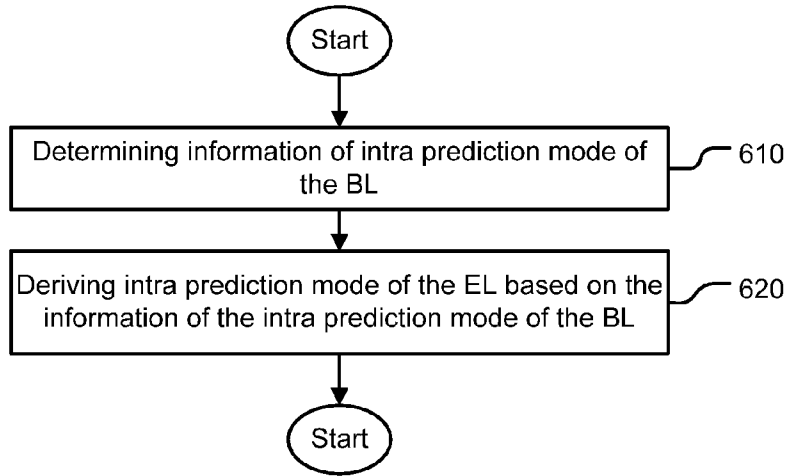 Start
Determining information of intra prediction mode of
the BL
610
Deriving intra prediction mode of the EL based on the
information of the intra prediction mode of the BL
620
Start